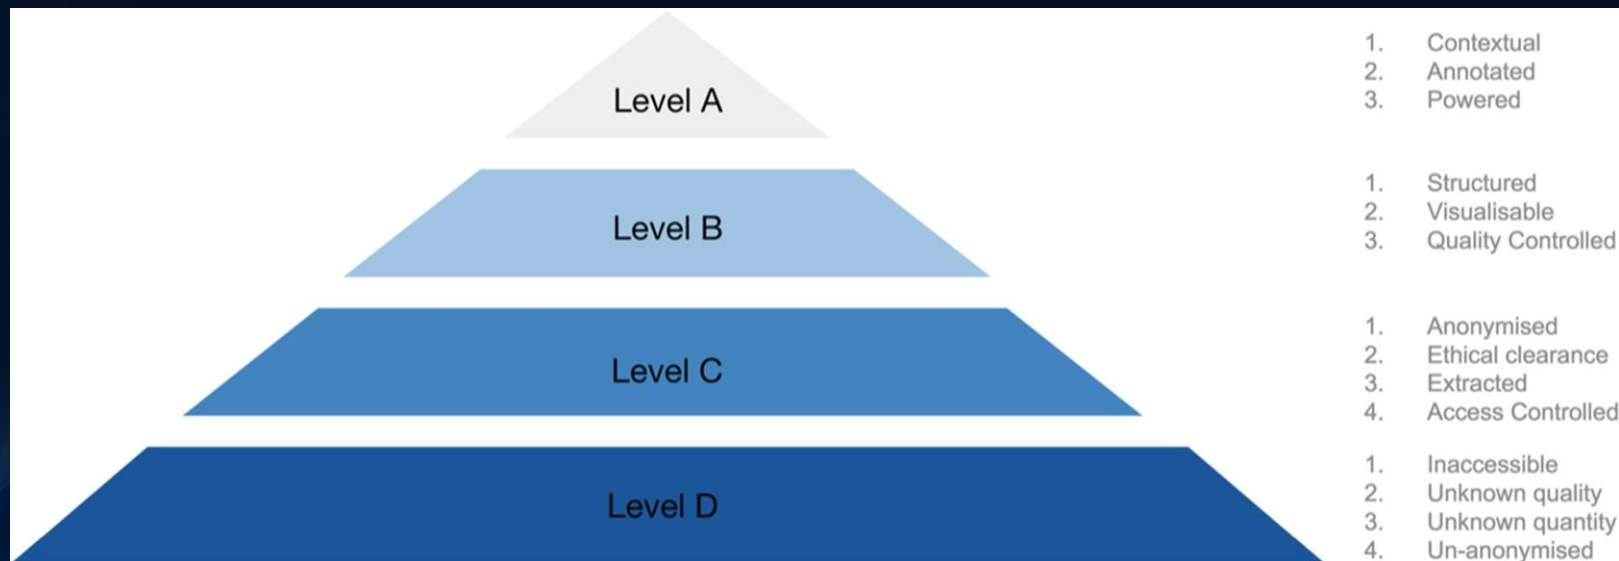 Level A
1. Contextual
2. Annotated
3. Powered
Level B
1. Structured
2. Visualisable
3. Quality Controlled
Level C
1. Anonymised
2. Ethical clearance
3. Extracted
4. Access Controlled
Level D
1. Inaccessible
2. Unknown quality
3. Unknown quantity
4. Un-anonymised